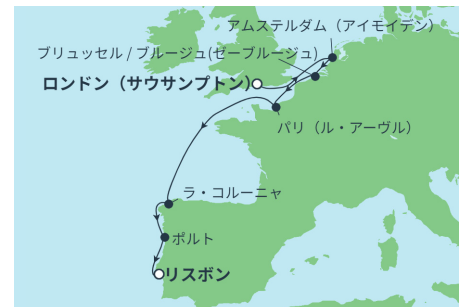 アムステルダム（アイモイデン）
ブリュッセル / ブルージュ(ゼーブルージュ)
ロンドン（サウサンプトン）
パリ（ル・アーヴル）
ラ・コルーニャ
ポルト
リスボン